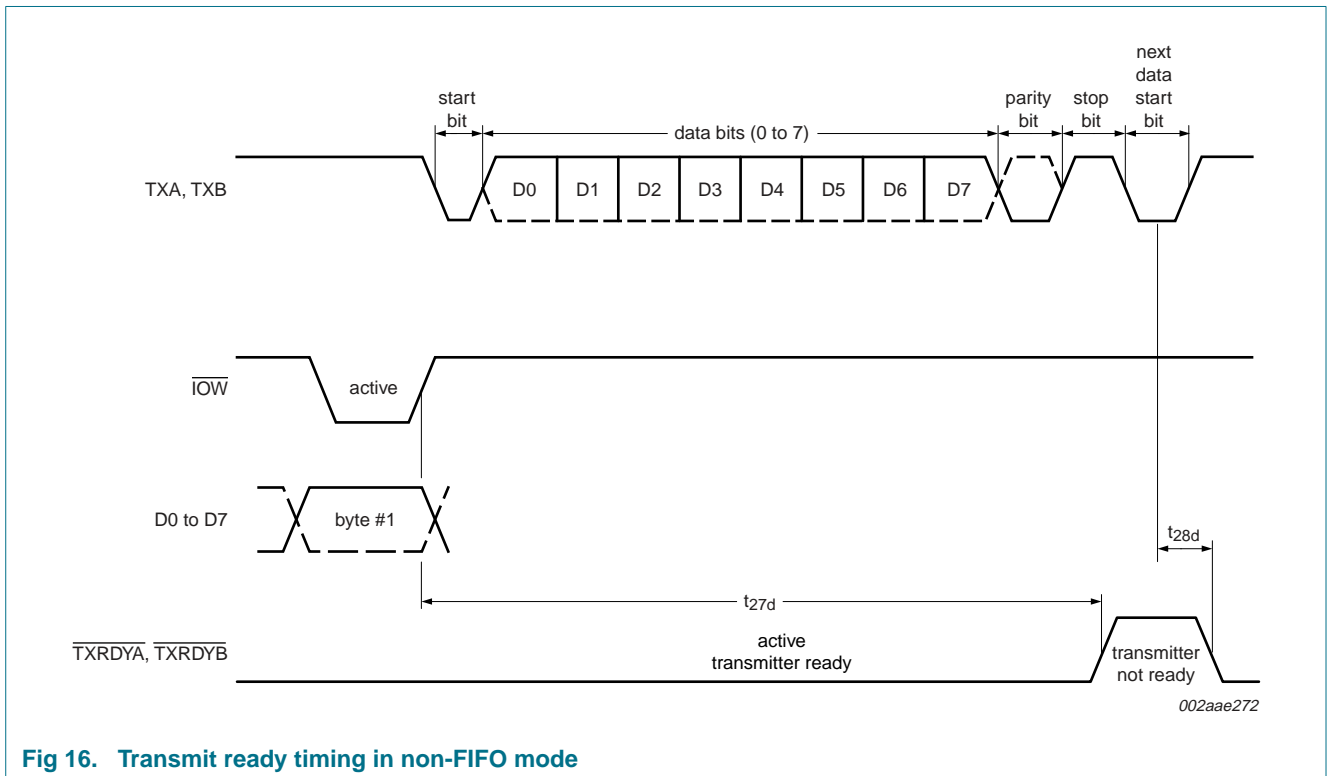 next
data
start
bit
start
bit
parity
bit
stop
bit
data bits (0 to 7)
TXA, TXB
D0
D1
D2
D3
D4
D5
D6
D7
IOW
active
D0 to D7
byte #1
t28d
t27d
TXRDYA, TXRDYB
active
transmitter ready
transmitter
not ready
002aae272
Fig 16. Transmit ready timing in non-FIFO mode